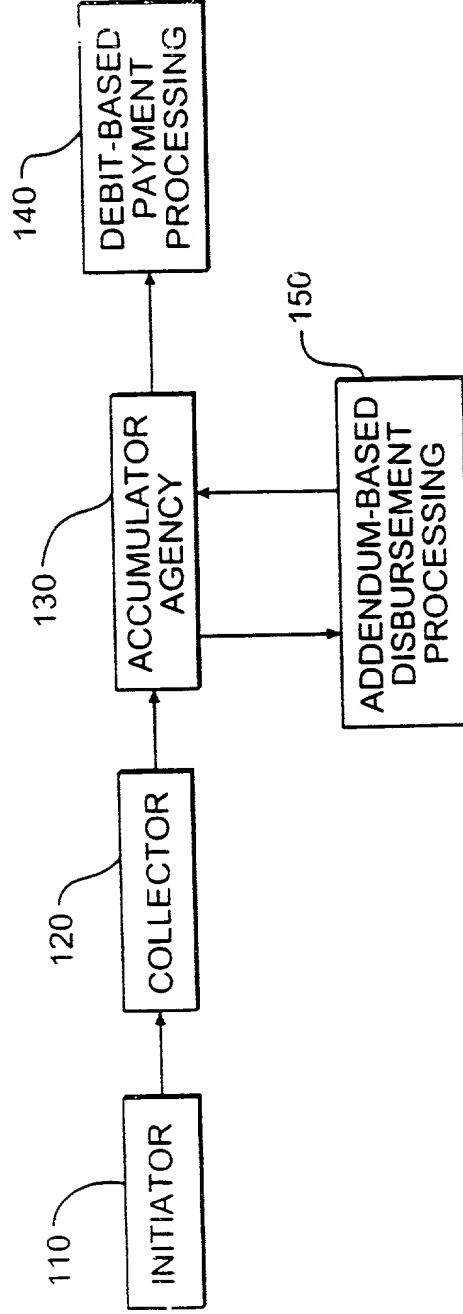 110
INITIATOR
120
COLLECTOR
130
ACCUMULATOR
AGENCY
140
DEBIT-BASED
PAYMENT
PROCESSING
150
ADDENDUM-BASED
DISBURSEMENT
PROCESSING